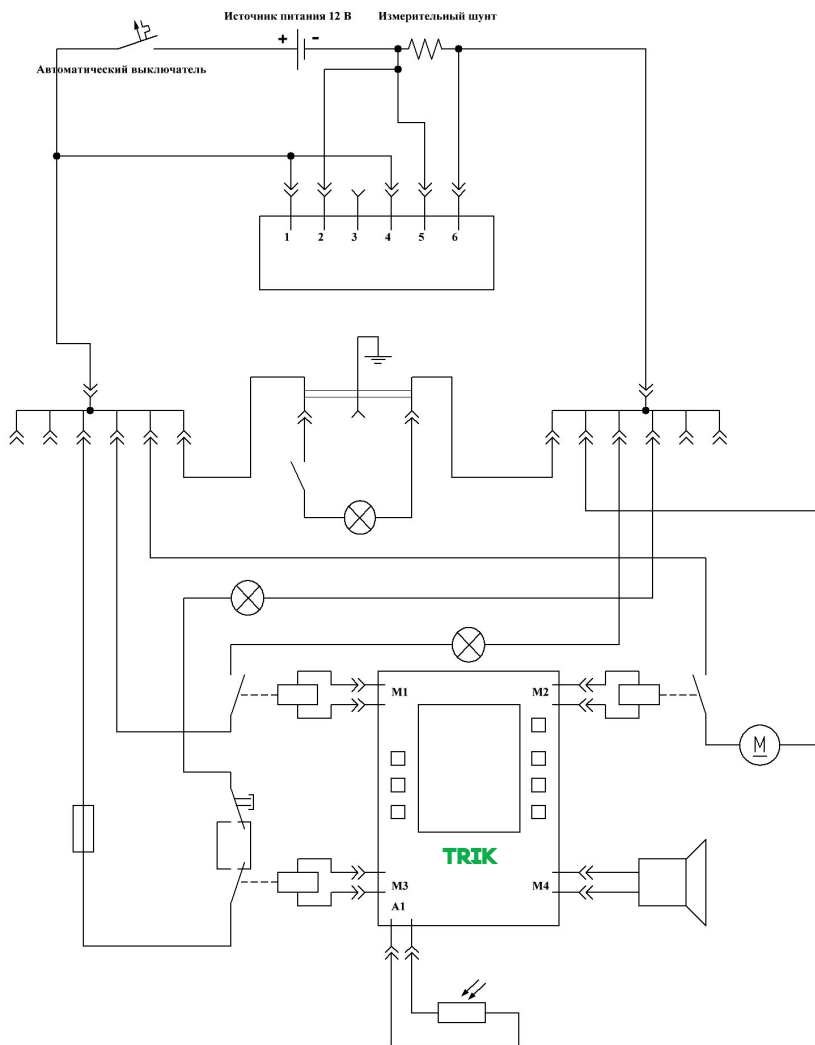 Источник питания 12 В
Измерительный шунт
+ -
Автоматический выключатель
1 2 3 4 5 6
M1 M2
M
TRIK
M3 M4
A1